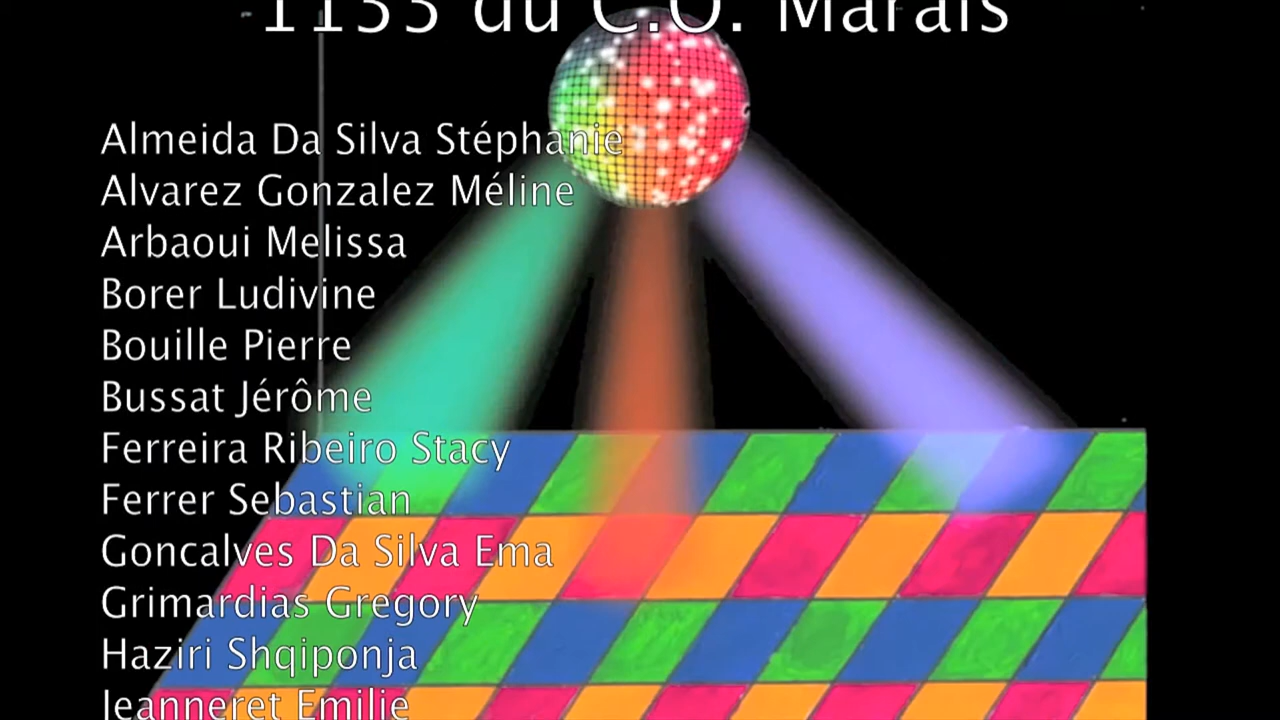 1133 du C.O. Marais
Almeida Da Silva Stéphanie
Alvarez Gonzalez Méline
Arbaoui Melissa
Borer Ludivine
Bouille Pierre
Bussat Jérôme
Ferreira Ribeiro Stacy
Ferrer Sebastian
Goncalves Da Silva Ema
Grimardias Gregory
Haziri Shqiponja
Jeanneret Emilie